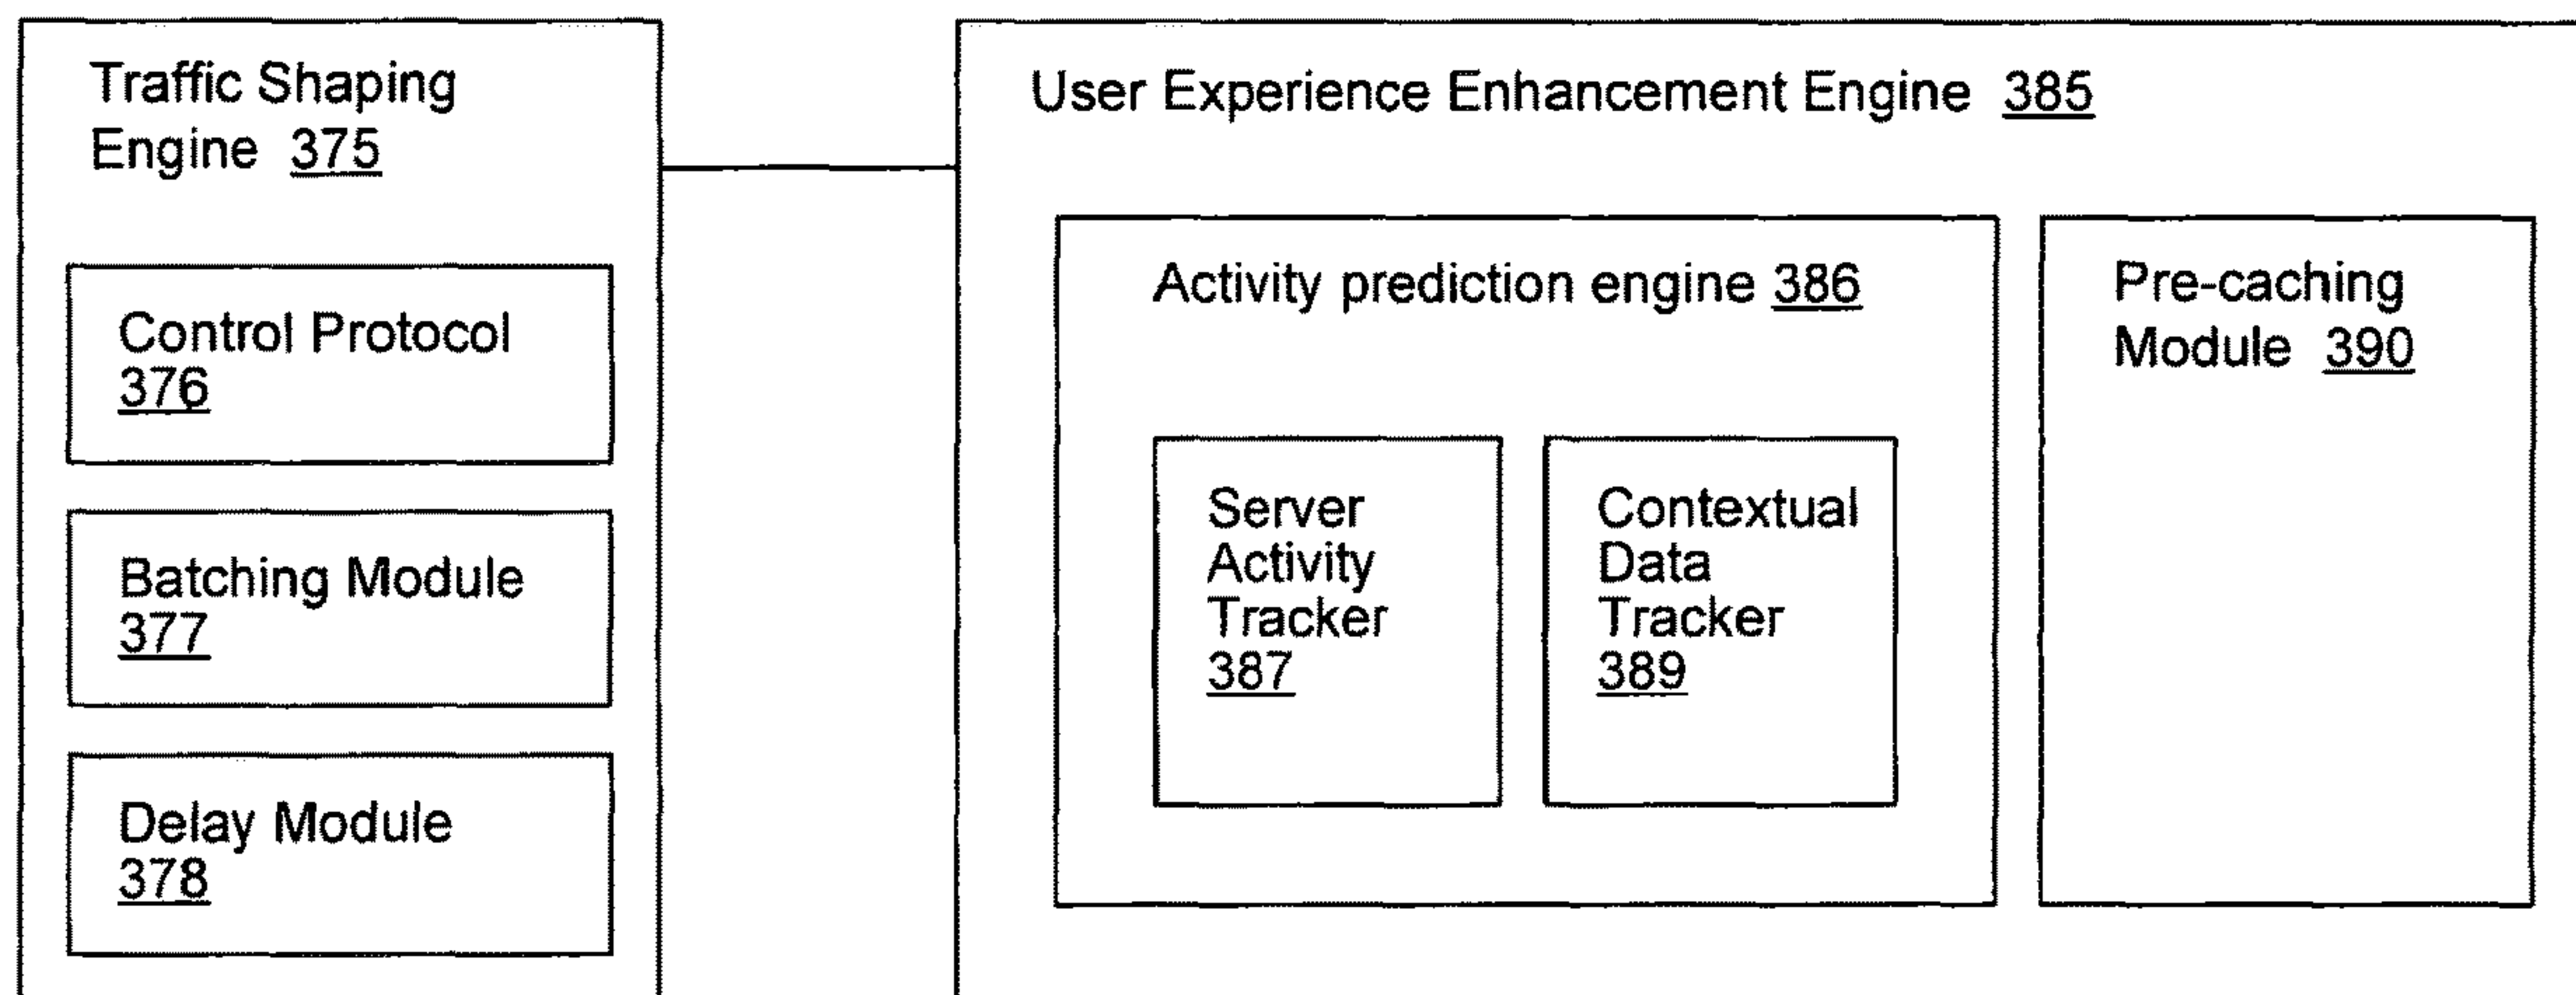 Traffic Shaping
Engine 375
Control Protocol
376
Batching Module
377
Delay Module
378
User Experience Enhancement Engine 385
Activity prediction engine 386
Server
Activity
Tracker
387
Contextual
Data
Tracker
389
Pre-caching
Module 390